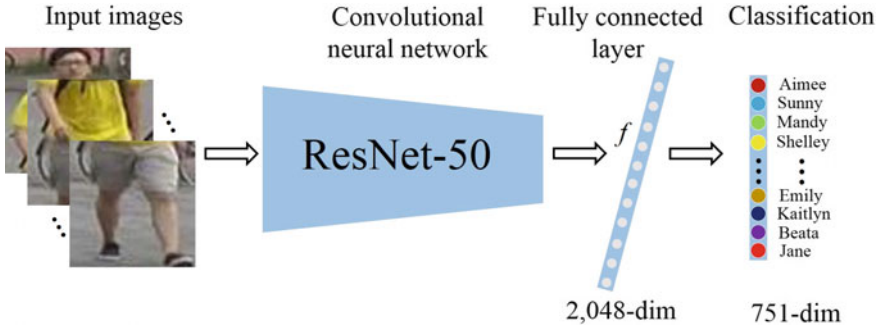 Input images
Convolutional
neural network
Fully connected
layer
Classification
ResNet-50
f
Aimee
Sunny
Mandy
Shelley
Emily
Kaitlyn
Beata
Jane
2,048-dim
751-dim